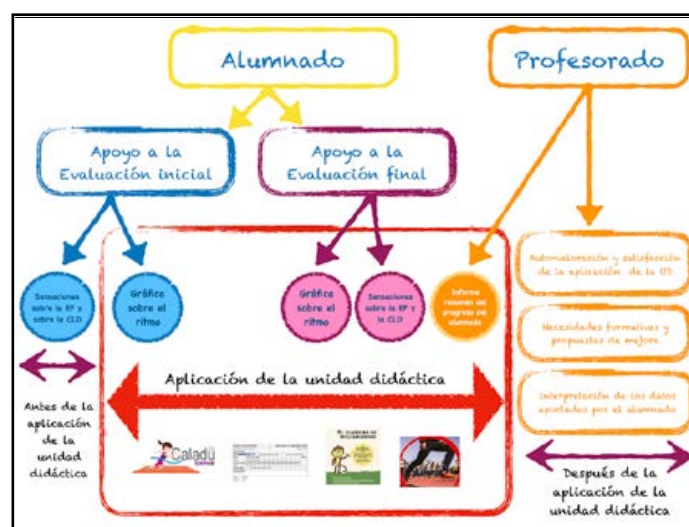 Alumnado
Profesorado
Apoyo a la
Evaluación inicial
Apoyo a la
Evaluación final
Sensaciones
sobre la EF y
sobre la CLD
Gráfica
sobre el
ritmo
Gráfica
sobre el
ritmo
Sensaciones
sobre la EF y
la CLD
Informe
resumen del
progreso del
alumnado
Autovaloración y satisfacción
de la aplicación de la UD
Necesidades formativas y
propuestas de mejora
Interpretación de los datos
aportados por el alumnado
Aplicación de la unidad didáctica
Antes de la
aplicación
de la
unidad
didáctica
Caladú
Después de la
aplicación de la
unidad didáctica